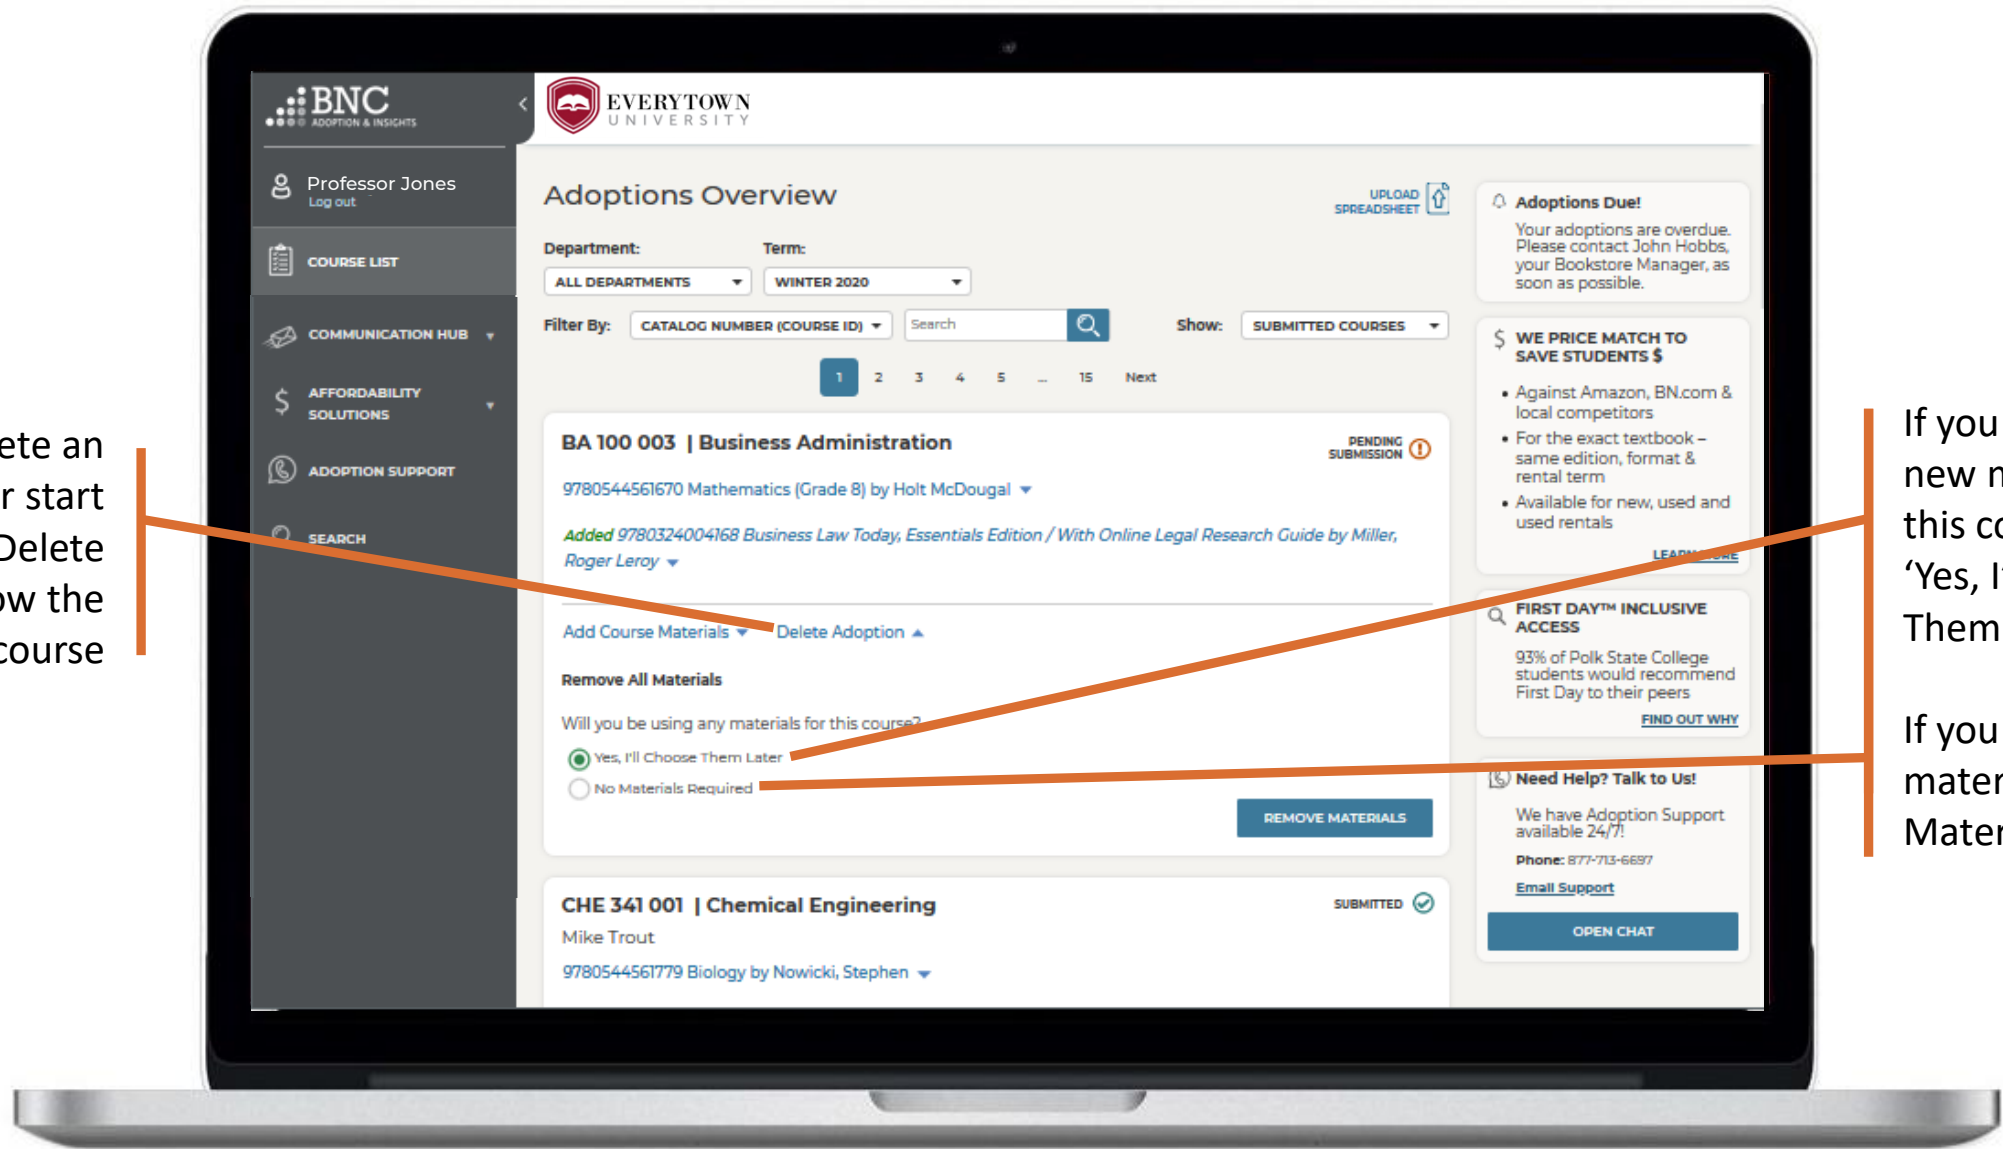 ete an
r start
Delete
ow the
course
BNC
ADOPTION & INSIGHTS
Professor Jones
Log out
COURSE LIST
COMMUNICATION HUB
AFFORDABILITY
SOLUTIONS
ADOPTION SUPPORT
SEARCH
EVERYTOWN
UNIVERSITY
Adoptions Overview
UPLOAD
SPREADSHEET
Department: Term:
ALL DEPARTMENTS WINTER 2020
Filter By: CATALOG NUMBER (COURSE ID) Search Show: SUBMITTED COURSES
1 2 3 4 5 ... 15 Next
BA 100 003 | Business Administration
PENDING
SUBMISSION
9780544561670 Mathematics (Grade 8) by Holt McDougal
Added 9780324004168 Business Law Today, Essentials Edition / With Online Legal Research Guide by Miller,
Roger Leroy
Add Course Materials Delete Adoption
Remove All Materials
Will you be using any materials for this course?
Yes, I'll Choose Them Later
No Materials Required
REMOVE MATERIALS
CHE 341 001 | Chemical Engineering
SUBMITTED
Mike Trout
9780544561779 Biology by Nowicki, Stephen
Adoptions Due!
Your adoptions are overdue.
Please contact John Hobbs,
your Bookstore Manager, as
soon as possible.
$ WE PRICE MATCH TO
SAVE STUDENTS $
• Against Amazon, BN.com &
local competitors
• For the exact textbook –
same edition, format &
rental term
• Available for new, used and
used rentals
LEARN MORE
FIRST DAY™ INCLUSIVE
ACCESS
93% of Polk State College
students would recommend
First Day to their peers
FIND OUT WHY
Need Help? Talk to Us!
We have Adoption Support
available 24/7!
Phone: 877-713-6697
Email Support
OPEN CHAT
If you
new m
this co
‘Yes, I’
Them
If you
mater
Mater